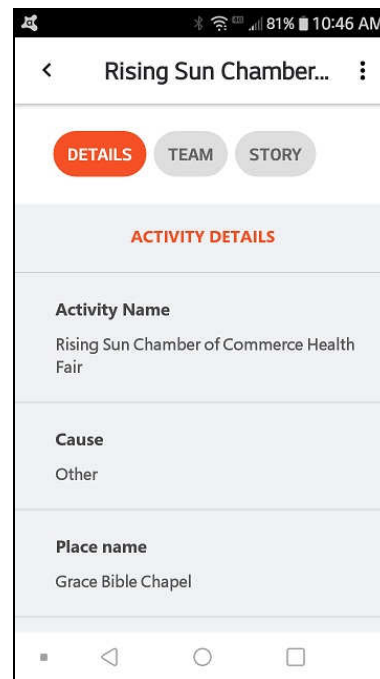 81% 10:46 AM
Rising Sun Chamber...
DETAILS TEAM STORY
ACTIVITY DETAILS
Activity Name
Rising Sun Chamber of Commerce Health
Fair
Cause
Other
Place name
Grace Bible Chapel